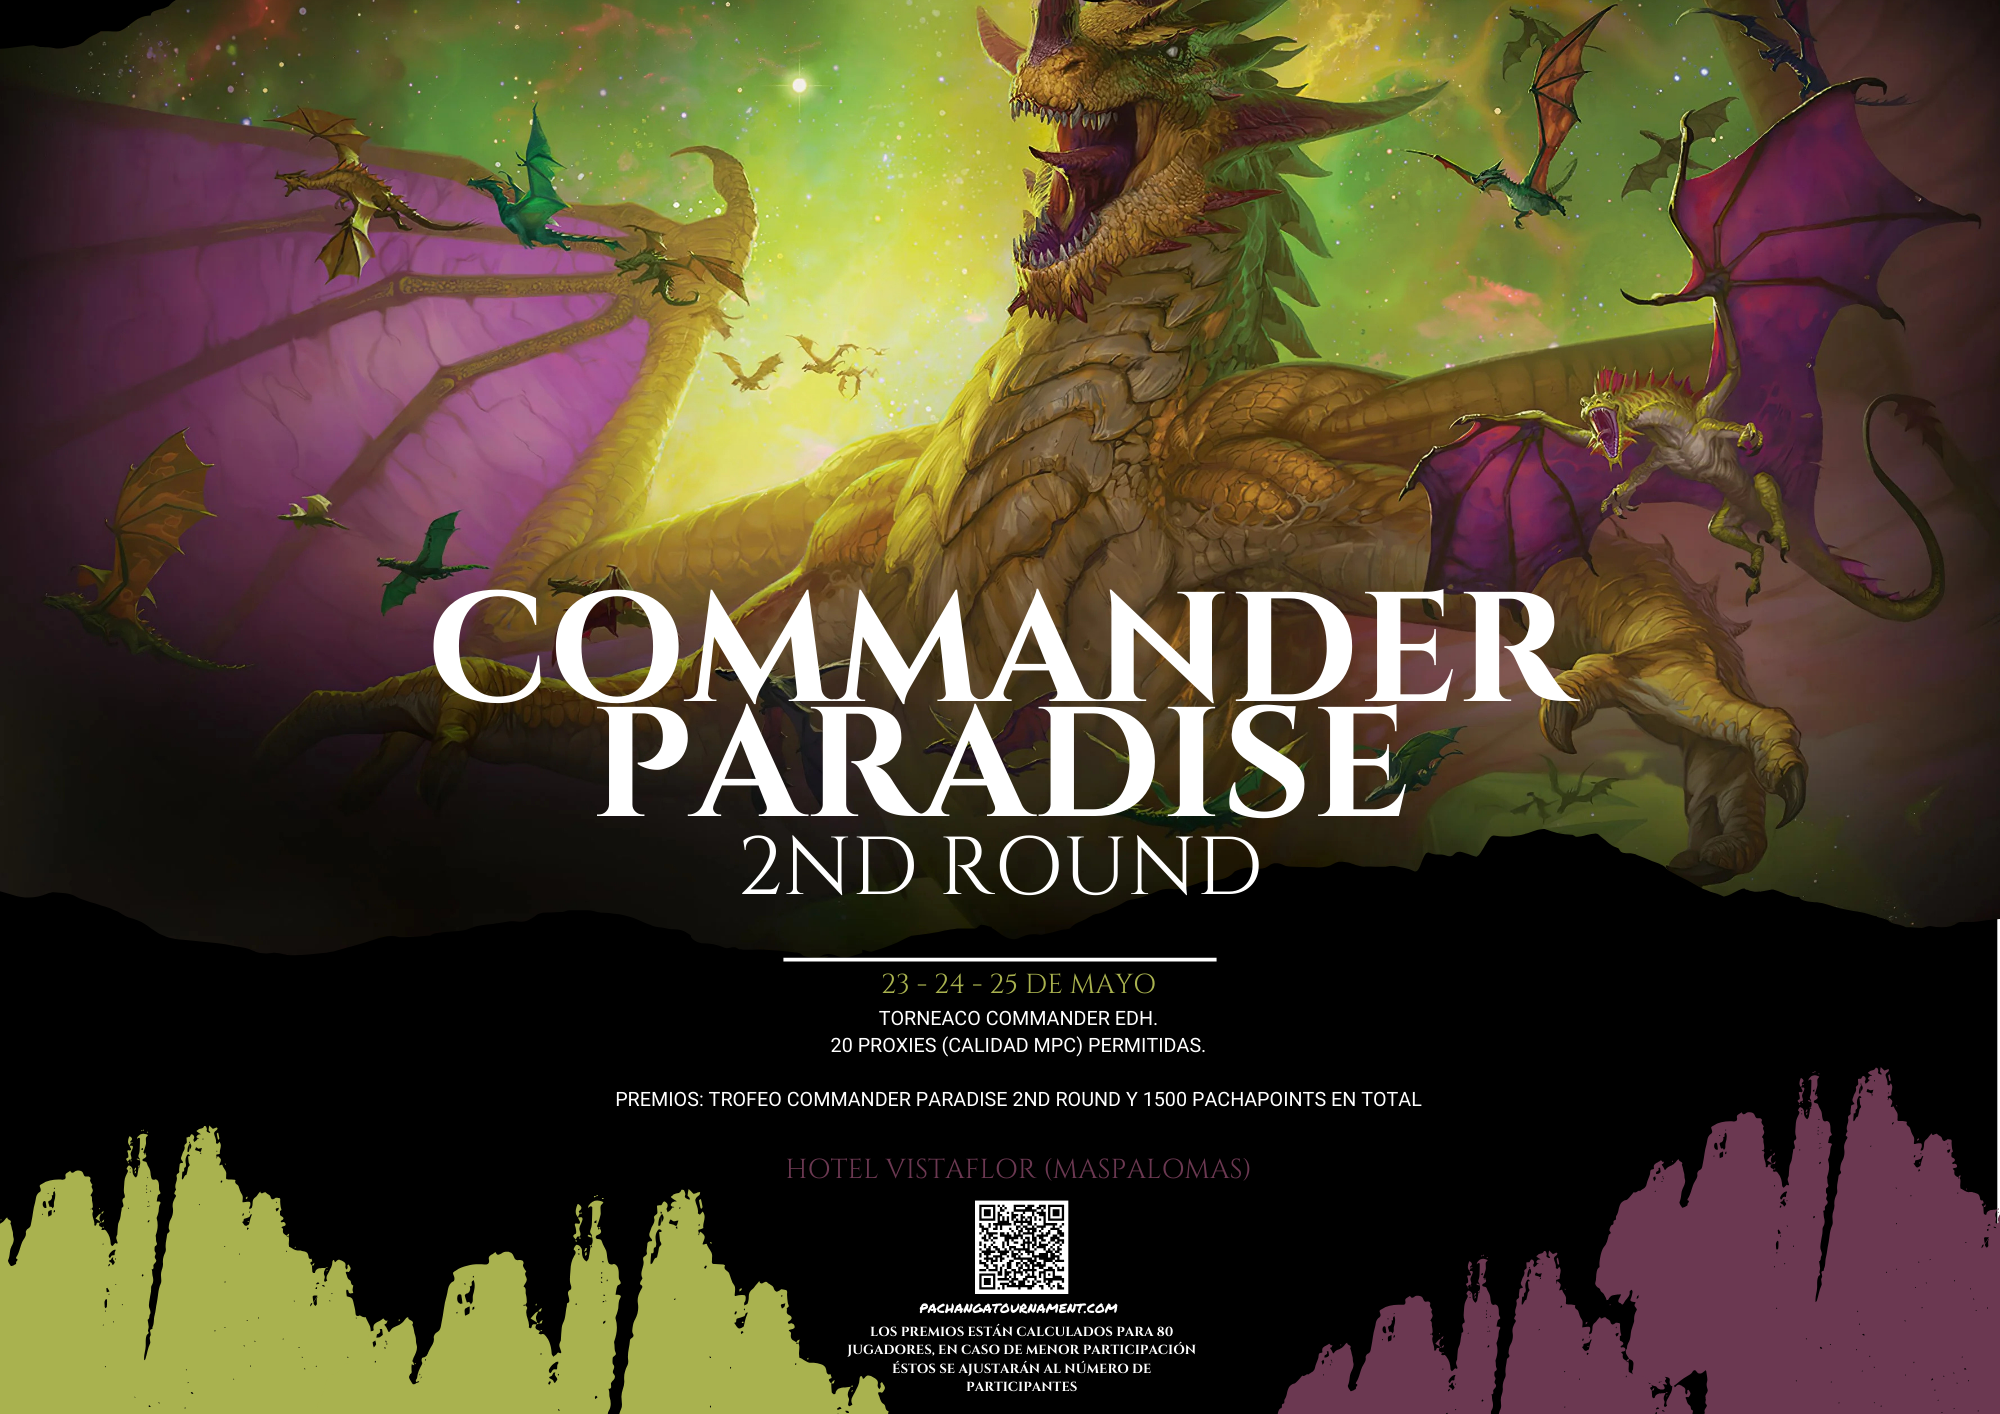 COMMANDER
PARADISE
2ND ROUND
23 - 24 - 25 DE MAYO
TORNEACO COMMANDER EDH.
20 PROXIES (CALIDAD MPC) PERMITIDAS.
PREMIOS: TROFEO COMMANDER PARADISE 2ND ROUND Y 1500 PACHAPOINTS EN TOTAL
HOTEL VISTAFLOR (MASPALOMAS)
PACHANGATOURNAMENT.COM
LOS PREMIOS ESTÁN CALCULADOS PARA 80
JUGADORES, EN CASO DE MENOR PARTICIPACIÓN
ÉSTOS SE AJUSTARÁN AL NÚMERO DE
PARTICIPANTES